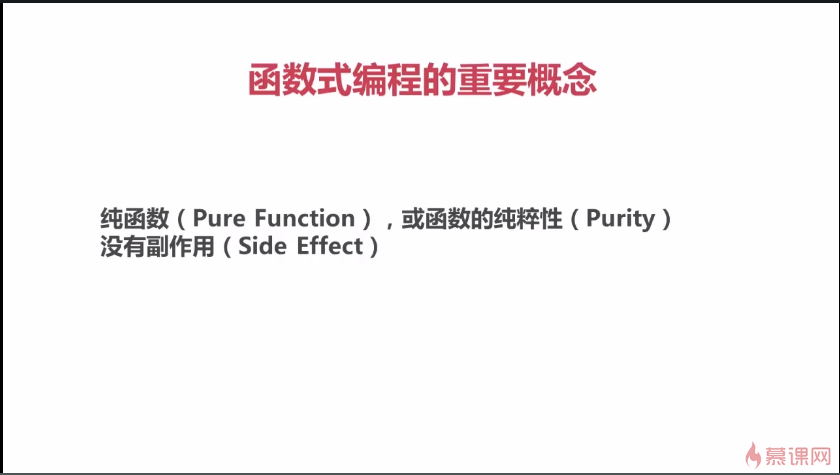 函数式编程的重要概念
纯函数（Pure Function），或函数的纯粹性（Purity）
没有副作用（Side Effect）
慕课网